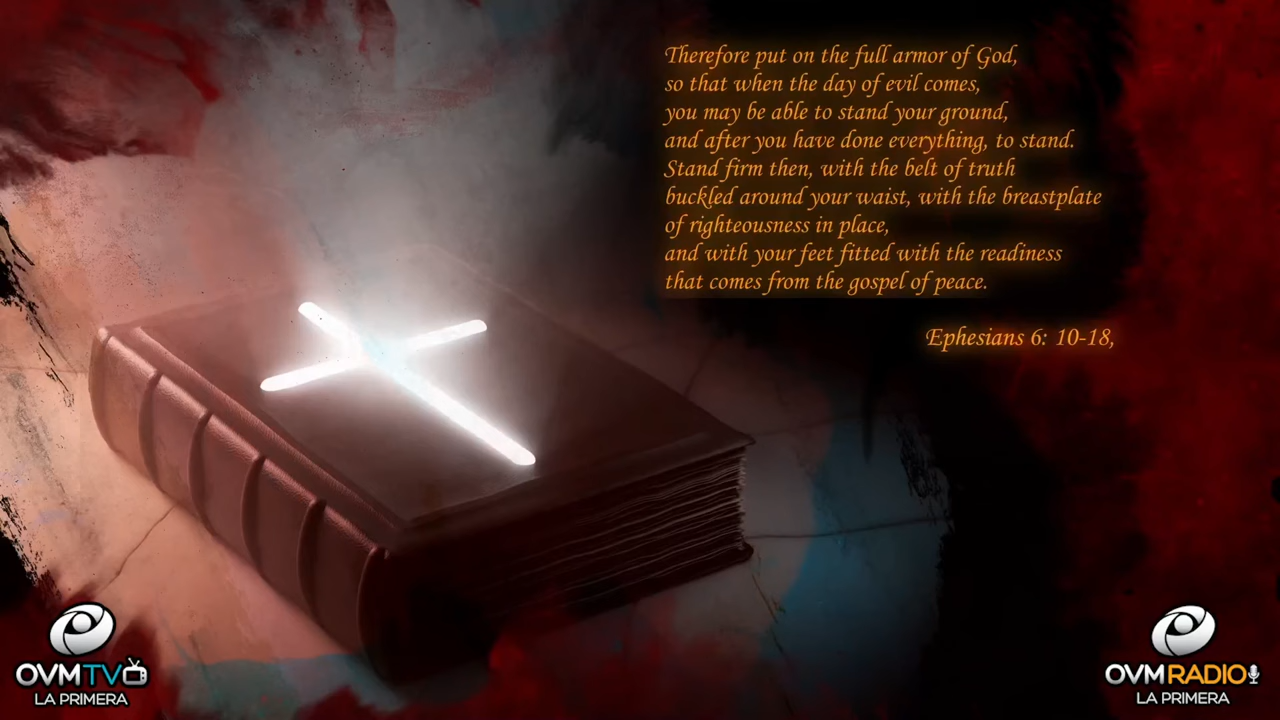 Therefore put on the full armor of God,
so that when the day of evil comes,
you may be able to stand your ground,
and after you have done everything, to stand.
Stand firm then, with the belt of truth
buckled around your waist, with the breastplate
of righteousness in place,
and with your feet fitted with the readiness
that comes from the gospel of peace.
Ephesians 6: 10-18,
OVMTV
LA PRIMERA
OVMRADIO
LA PRIMERA